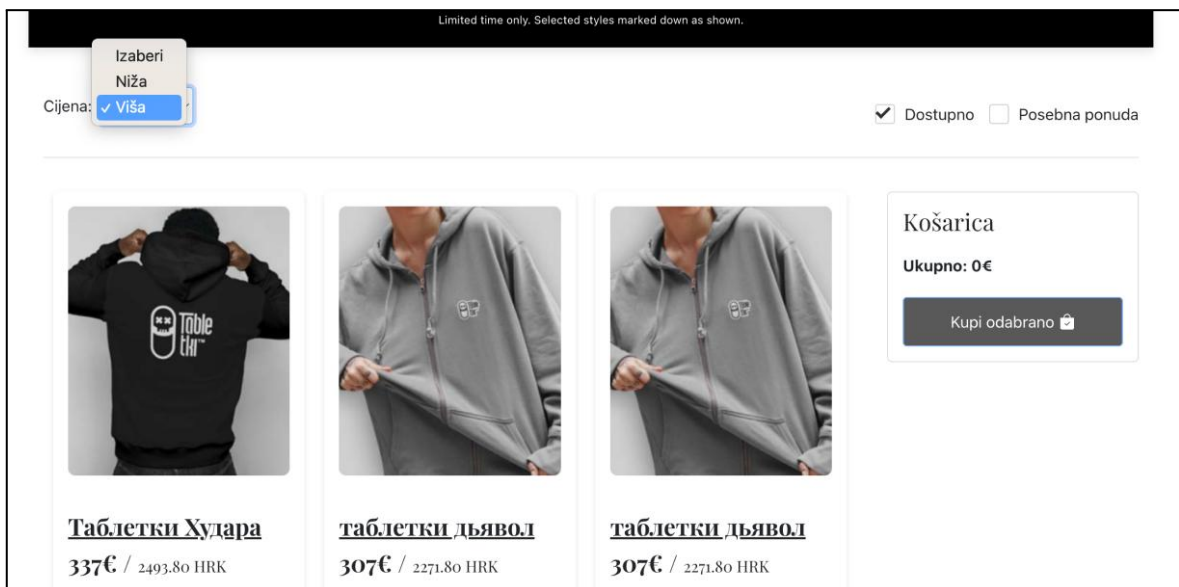 Limited time only. Selected styles marked down as shown.
Izaberi
Niža
Cijena: ✓ Viša
Dostupno Posebna ponuda
Table
tki™
Košarica
Ukupno: 0€
Kupi odabrano
Таблетки Худара
337€ / 2493.80 HRK
таблетки дьявол
307€ / 2271.80 HRK
таблетки дьявол
307€ / 2271.80 HRK